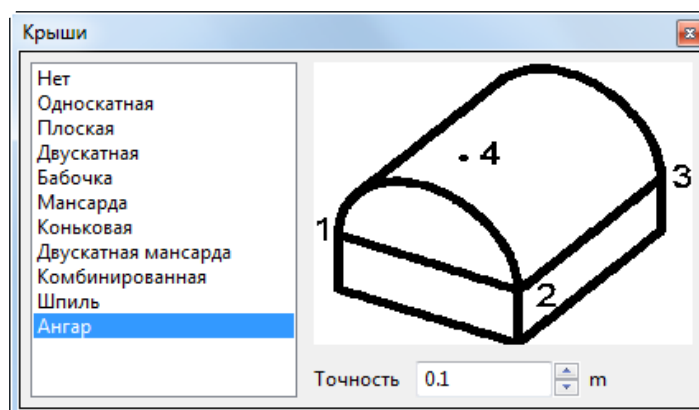 Крыши
Нет
Односкатная
Плоская
Двускатная
Бабочка
Мансарда
Коньковая
Двускатная мансарда
Комбинированная
Шпиль
Ангар
4
3
1
2
Точность 0.1 m